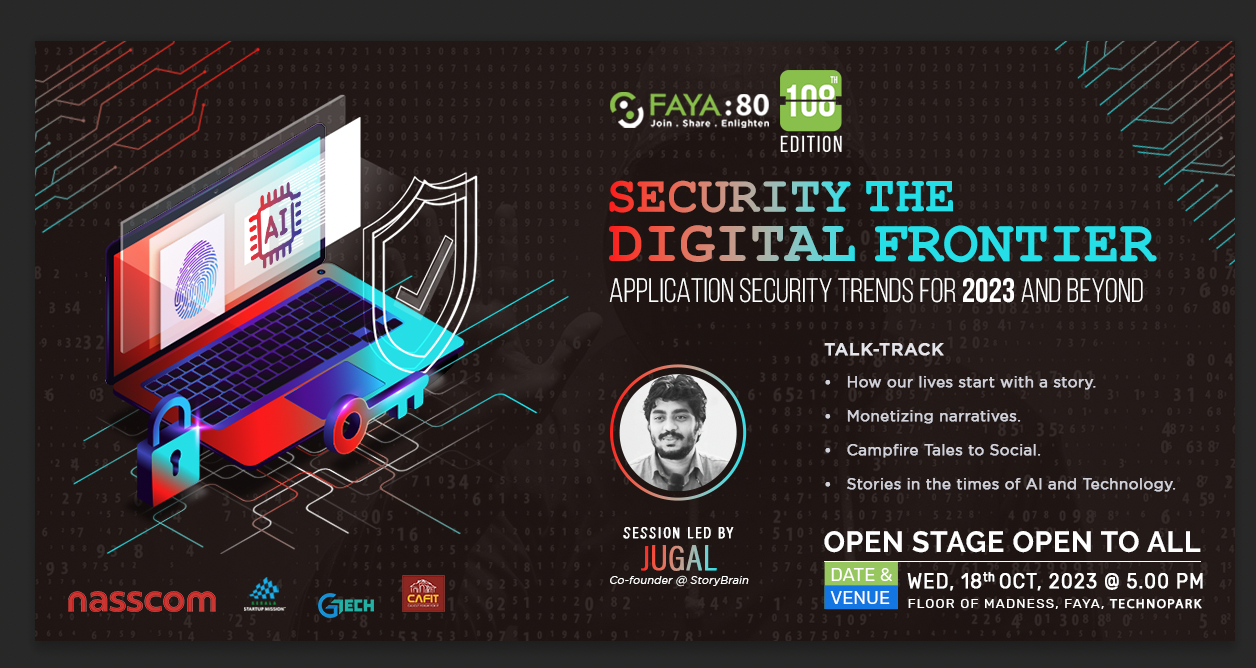 FAYA:80
Join . Share . Enlighten
108TH
EDITION
SECURITY THE
DIGITAL FRONTIER
APPLICATION SECURITY TRENDS FOR 2023 AND BEYOND
AI
TALK-TRACK
• How our lives start with a story.
• Monetizing narratives.
• Campfire Tales to Social.
• Stories in the times of AI and Technology.
SESSION LED BY
JUGAL
Co-founder @ StoryBrain
OPEN STAGE OPEN TO ALL
DATE &
VENUE
WED, 18th OCT, 2023 @ 5.00 PM
FLOOR OF MADNESS, FAYA, TECHNOPARK
nasscom
KERALA
STARTUP MISSION
GTECH
CAFIT